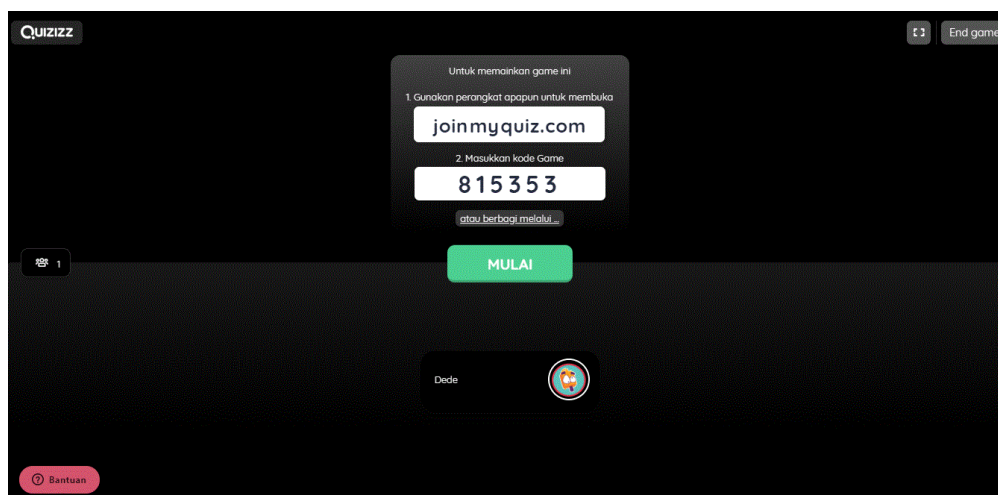 QUIZIZZ
End game
Untuk memainkan game ini
1. Gunakan perangkat apapun untuk membuka
joinmyquiz.com
2. Masukkan kode Game
815353
atau berbagi melalui ...
1
MULAI
Dede
Bantuan